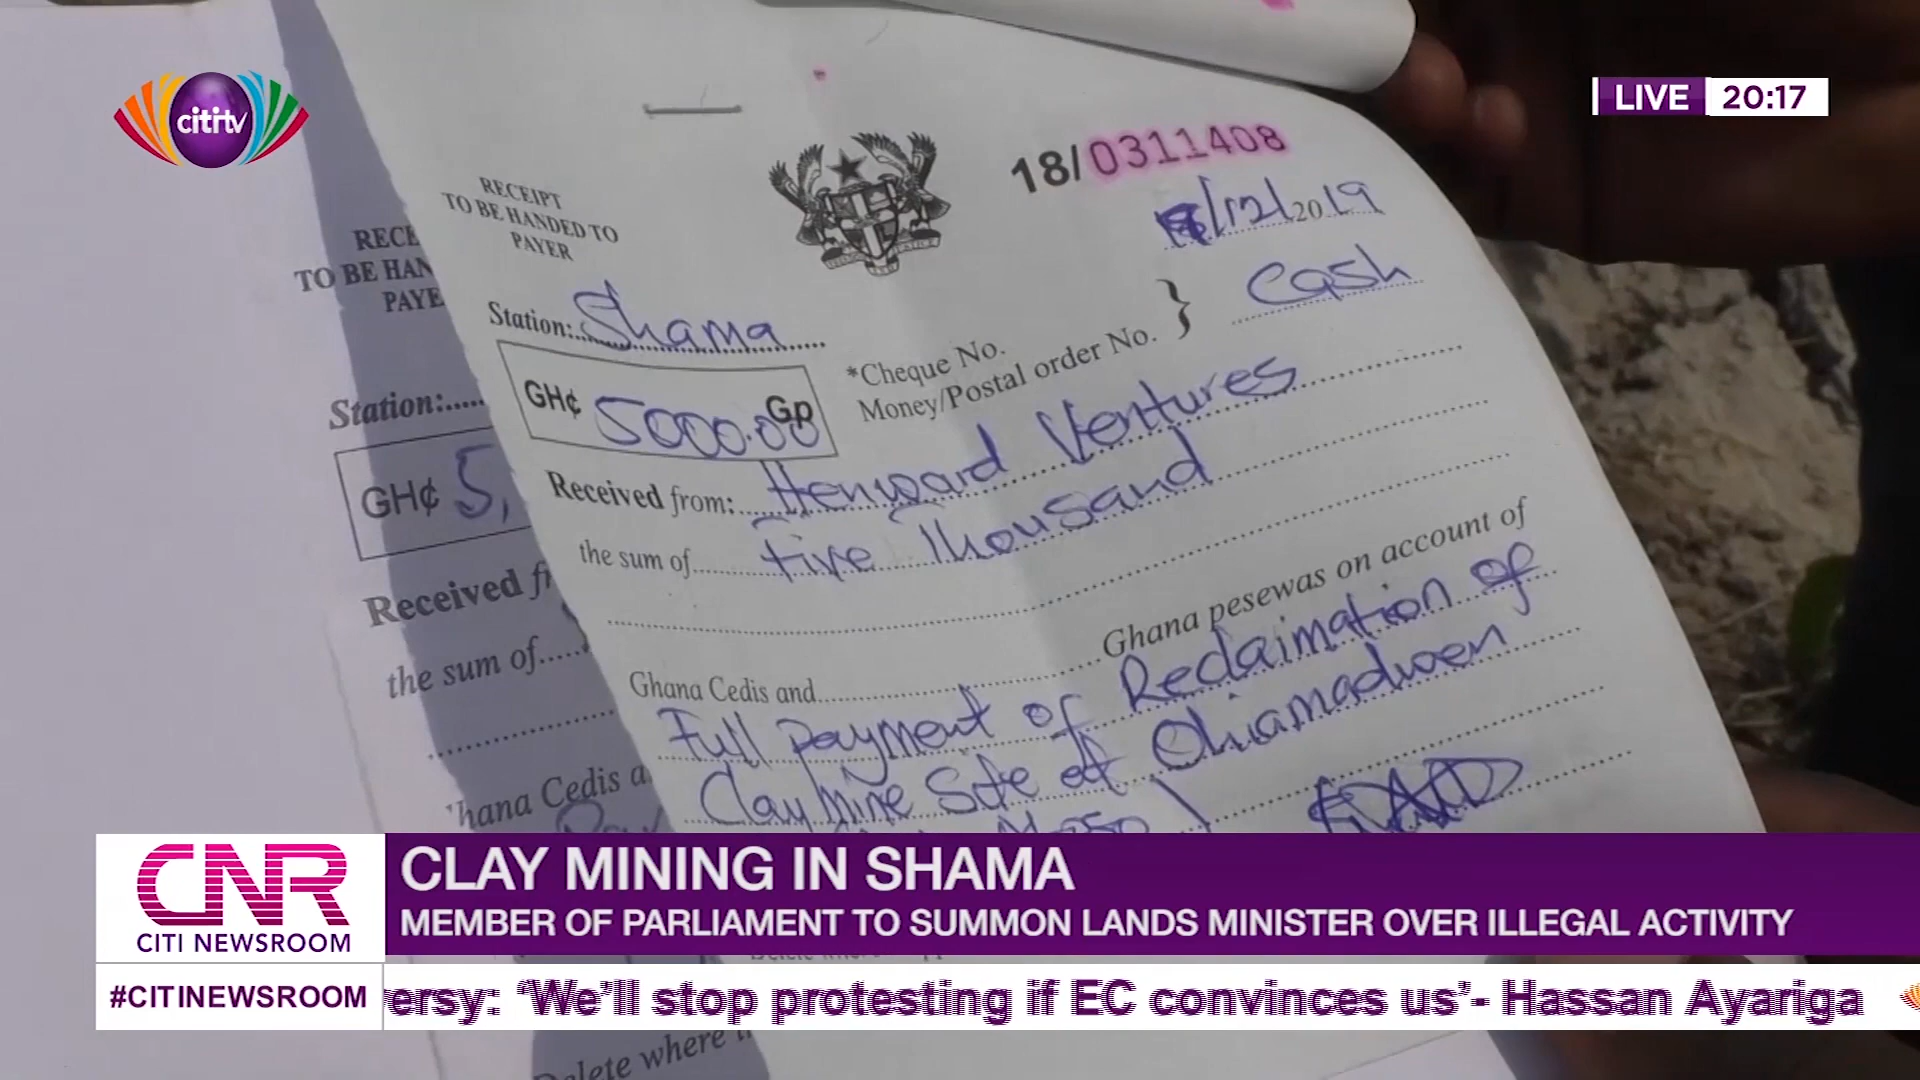 citi tv
LIVE 20:17
18/0311408
/12/2019
RECEIPT
TO BE HANDED TO
PAYER
Station: Shama
*Cheque No.
Money/Postal order No. } Cash
GH¢ 5000.00 Gp
Received from: Henward Ventures
the sum of Five Thousand
Ghana Cedis and Ghana pesewas on account of
Full payment of Reclaimation of
Clay Mine Site at Ohiamadwen
RECE
TO BE HAN
PAYE
Station:
GH¢ 5,
Received fr
the sum of
hana Cedis a
elete where
CNR
CITI NEWSROOM
CLAY MINING IN SHAMA
MEMBER OF PARLIAMENT TO SUMMON LANDS MINISTER OVER ILLEGAL ACTIVITY
#CITINEWSROOM
ersy: ‘We’ll stop protesting if EC convinces us’- Hassan Ayariga